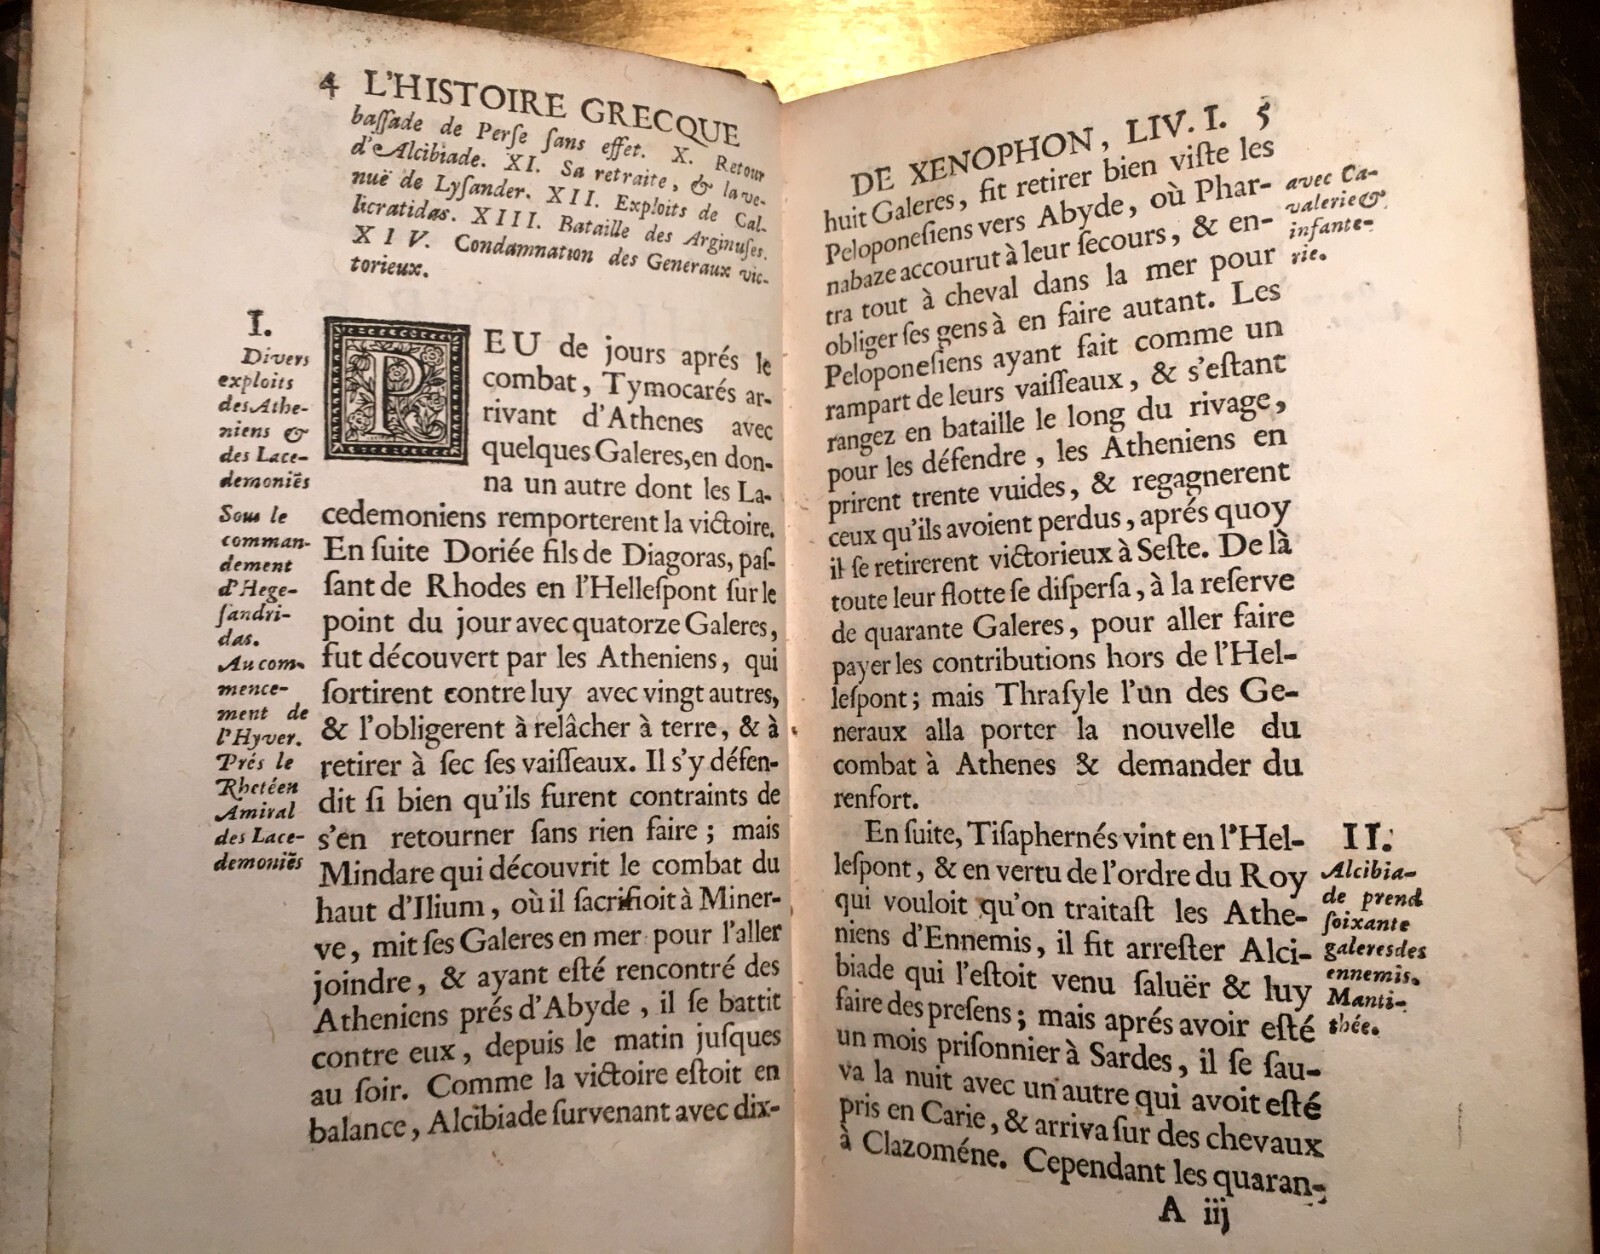 4 L'HISTOIRE GRECQUE
baſſade de Perſe ſans effet. X. Retour
d'Alcibiade. XI. Sa retraite, & la ve-
nuë de Lyſander. XII. Exploits de Cal-
licratidas. XIII. Bataille des Arginuſes.
XIV. Condamnation des Generaux vic-
torieux.
I.
Divers
exploits
des Athe-
niens &
des Lace-
demoniẽs
Sous le
comman-
dement
d'Hege-
ſandri-
das.
Au com-
mence-
ment de
l'Hyver.
Prés le
Rhetéen
Amiral
des Lace-
demoniẽs
PEU de jours aprés le
combat, Tymocarés ar-
rivant d'Athenes avec
quelques Galeres, en don-
na un autre dont les La-
cedemoniens remporterent la victoire.
En ſuite Doriée fils de Diagoras, paſ-
ſant de Rhodes en l'Helleſpont ſur le
point du jour avec quatorze Galeres,
fut découvert par les Atheniens, qui
ſortirent contre luy avec vingt autres,
& l'obligerent à relâcher à terre, & à
retirer à ſec ſes vaiſſeaux. Il s'y défen-
dit ſi bien qu'ils furent contraints de
s'en retourner ſans rien faire ; mais
Mindare qui découvrit le combat du
haut d'Ilium, où il ſacrifioit à Miner-
ve, mit ſes Galeres en mer pour l'aller
joindre, & ayant eſté rencontré des
Atheniens prés d'Abyde, il ſe battit
contre eux, depuis le matin juſques
au ſoir. Comme la victoire eſtoit en
balance, Alcibiade ſurvenant avec dix-
DE XENOPHON, LIV. I. 5
huit Galeres, fit retirer bien viſte les
Peloponeſiens vers Abyde, où Phar-
nabaze accourut à leur ſecours, & en-
tra tout à cheval dans la mer pour
obliger ſes gens à en faire autant. Les
Peloponeſiens ayant fait comme un
rampart de leurs vaiſſeaux, & s'eſtant
rangez en bataille le long du rivage,
pour les défendre, les Atheniens en
prirent trente vuides, & regagnerent
ceux qu'ils avoient perdus, aprés quoy
il ſe retirerent victorieux à Seſte. De là
toute leur flotte ſe diſperſa, à la reſerve
de quarante Galeres, pour aller faire
payer les contributions hors de l'Hel-
leſpont ; mais Thraſyle l'un des Ge-
neraux alla porter la nouvelle du
combat à Athenes & demander du
renfort.
avec Ca-
valerie &
infante-
rie.
En ſuite, Tiſaphernés vint en l'Hel-
leſpont, & en vertu de l'ordre du Roy
qui vouloit qu'on traitaſt les Athe-
niens d'Ennemis, il fit arreſter Alci-
biade qui l'eſtoit venu ſaluër & luy
faire des preſens ; mais aprés avoir eſté
un mois priſonnier à Sardes, il ſe ſau-
va la nuit avec un autre qui avoit eſté
pris en Carie, & arriva ſur des chevaux
à Clazoméne. Cependant les quaran-
II.
Alcibia-
de prend
ſoixante
galeres des
ennemis.
Manti-
thée.
A iij